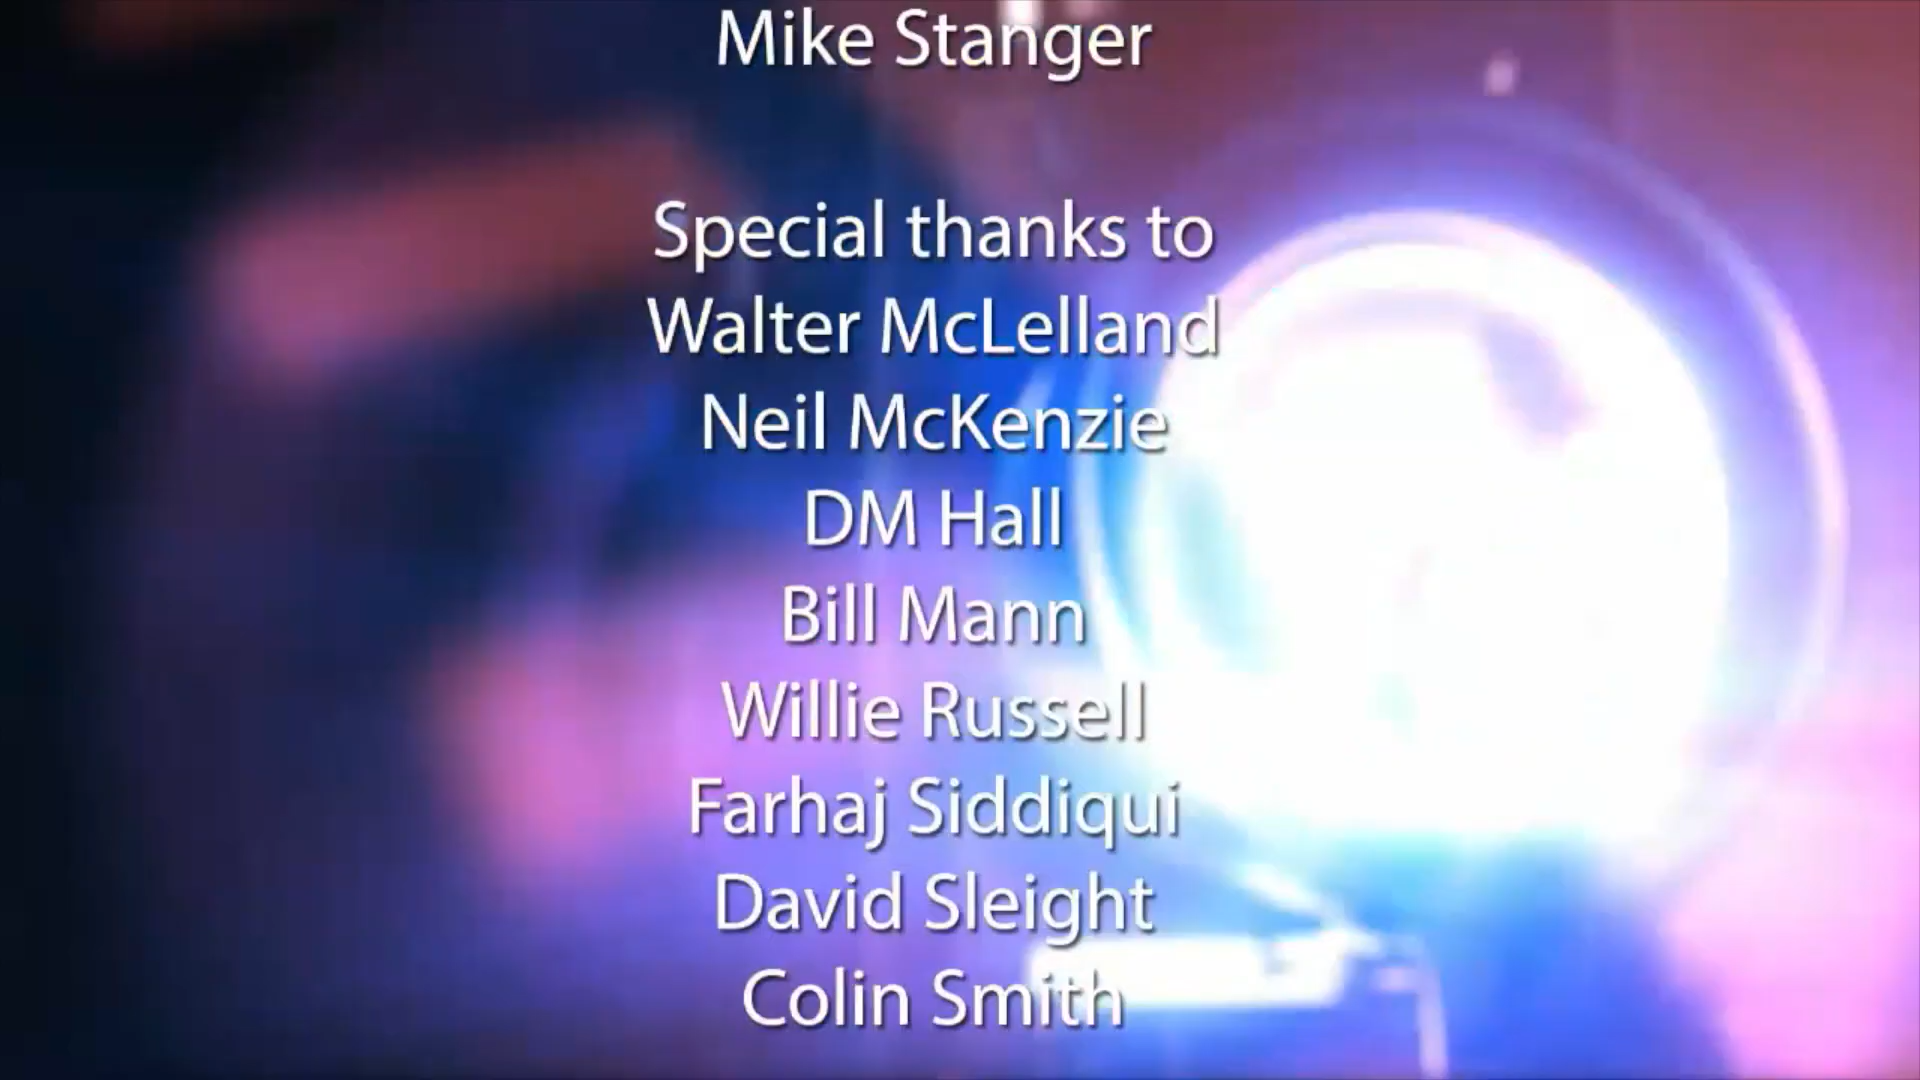 Mike Stanger
Special thanks to
Walter McLelland
Neil McKenzie
DM Hall
Bill Mann
Willie Russell
Farhaj Siddiqui
David Sleight
Colin Smith